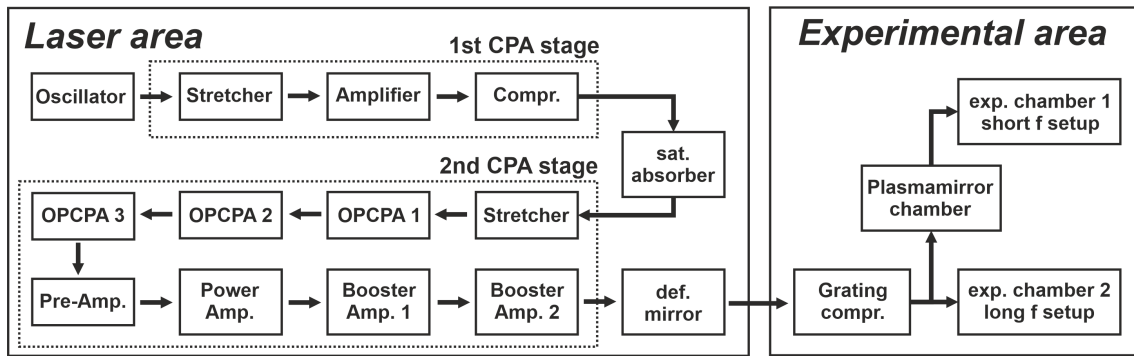 Laser area
1st CPA stage
Oscillator
Stretcher
Amplifier
Compr.
sat.
absorber
2nd CPA stage
OPCPA 3
OPCPA 2
OPCPA 1
Stretcher
Pre-Amp.
Power
Amp.
Booster
Amp. 1
Booster
Amp. 2
def.
mirror
Experimental area
exp. chamber 1
short f setup
Plasmamirror
chamber
Grating
compr.
exp. chamber 2
long f setup